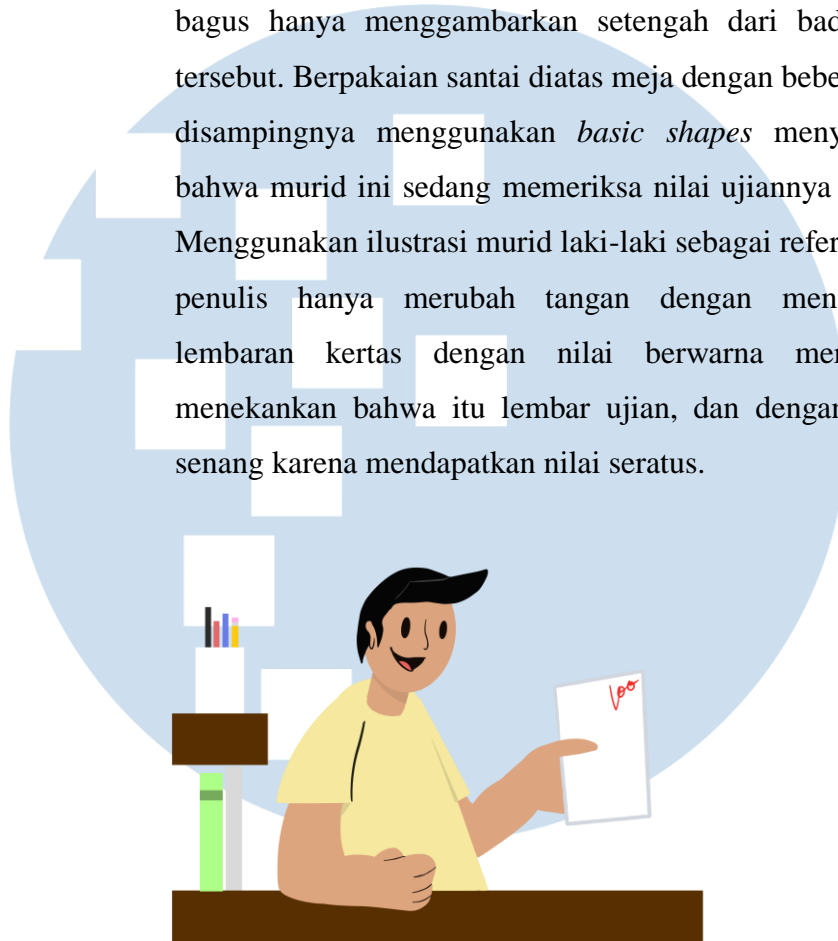 bagus hanya menggambarkan setengah dari bad
tersebut. Berpakaian santai diatas meja dengan bebe
disampingnya menggunakan basic shapes meny
bahwa murid ini sedang memeriksa nilai ujiannya
Menggunakan ilustrasi murid laki-laki sebagai refer
penulis hanya merubah tangan dengan men
lembaran kertas dengan nilai berwarna mer
menekankan bahwa itu lembar ujian, dan dengan
senang karena mendapatkan nilai seratus.
100